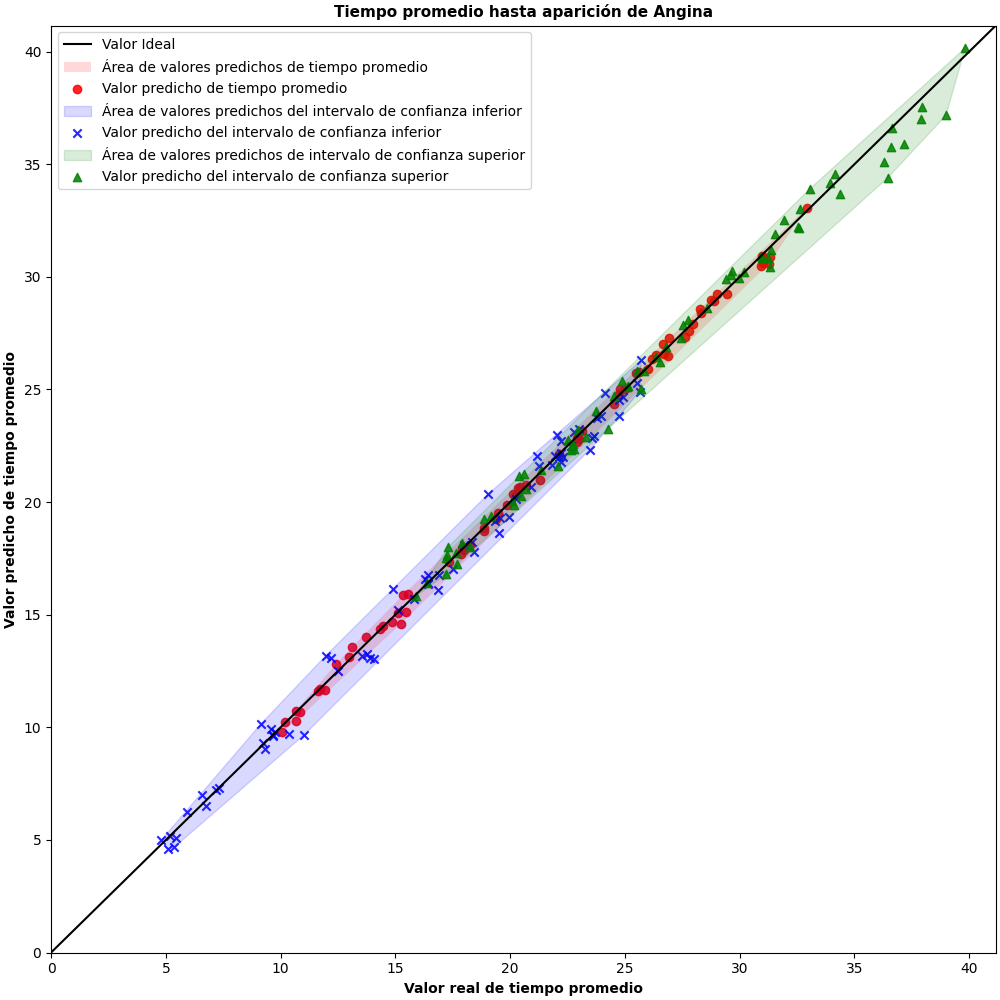 Tiempo promedio hasta aparición de Angina
Valor Ideal
Área de valores predichos de tiempo promedio
Valor predicho de tiempo promedio
Área de valores predichos del intervalo de confianza inferior
Valor predicho del intervalo de confianza inferior
Área de valores predichos de intervalo de confianza superior
Valor predicho del intervalo de confianza superior
Valor predicho de tiempo promedio
40
35
30
25
20
15
10
5
0
0 5 10 15 20 25 30 35 40
Valor real de tiempo promedio